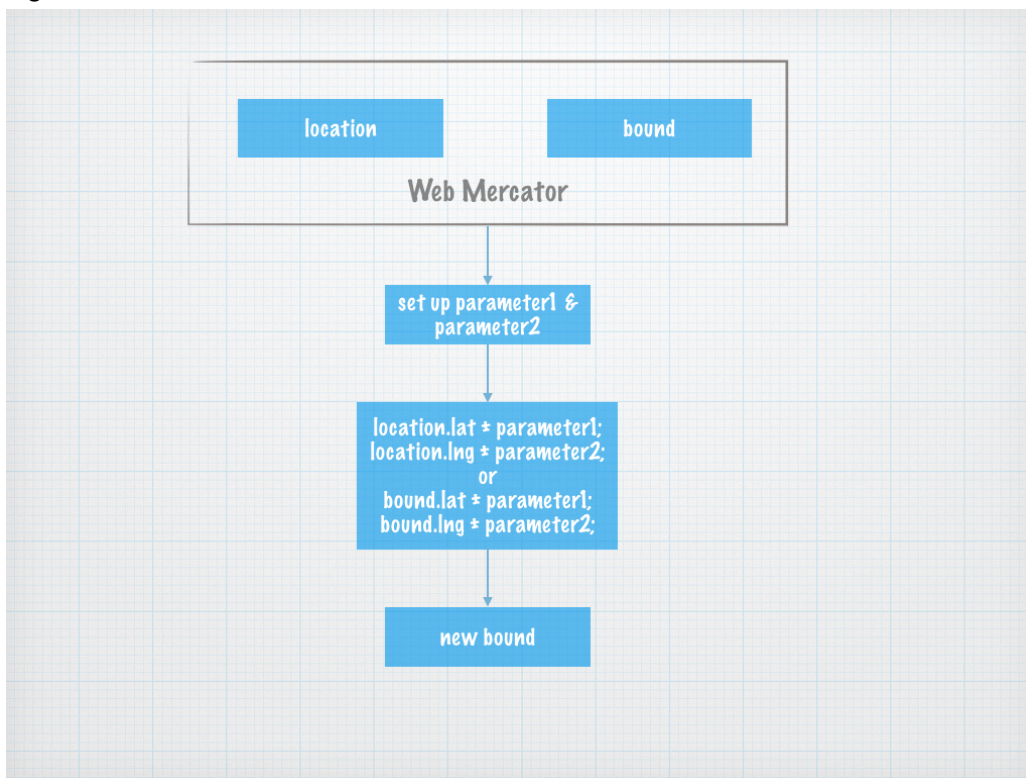 location
bound
Web Mercator
set up parameter1 &
parameter2
location.lat ± parameter1;
location.lng ± parameter2;
or
bound.lat ± parameter1;
bound.lng ± parameter2;
new bound